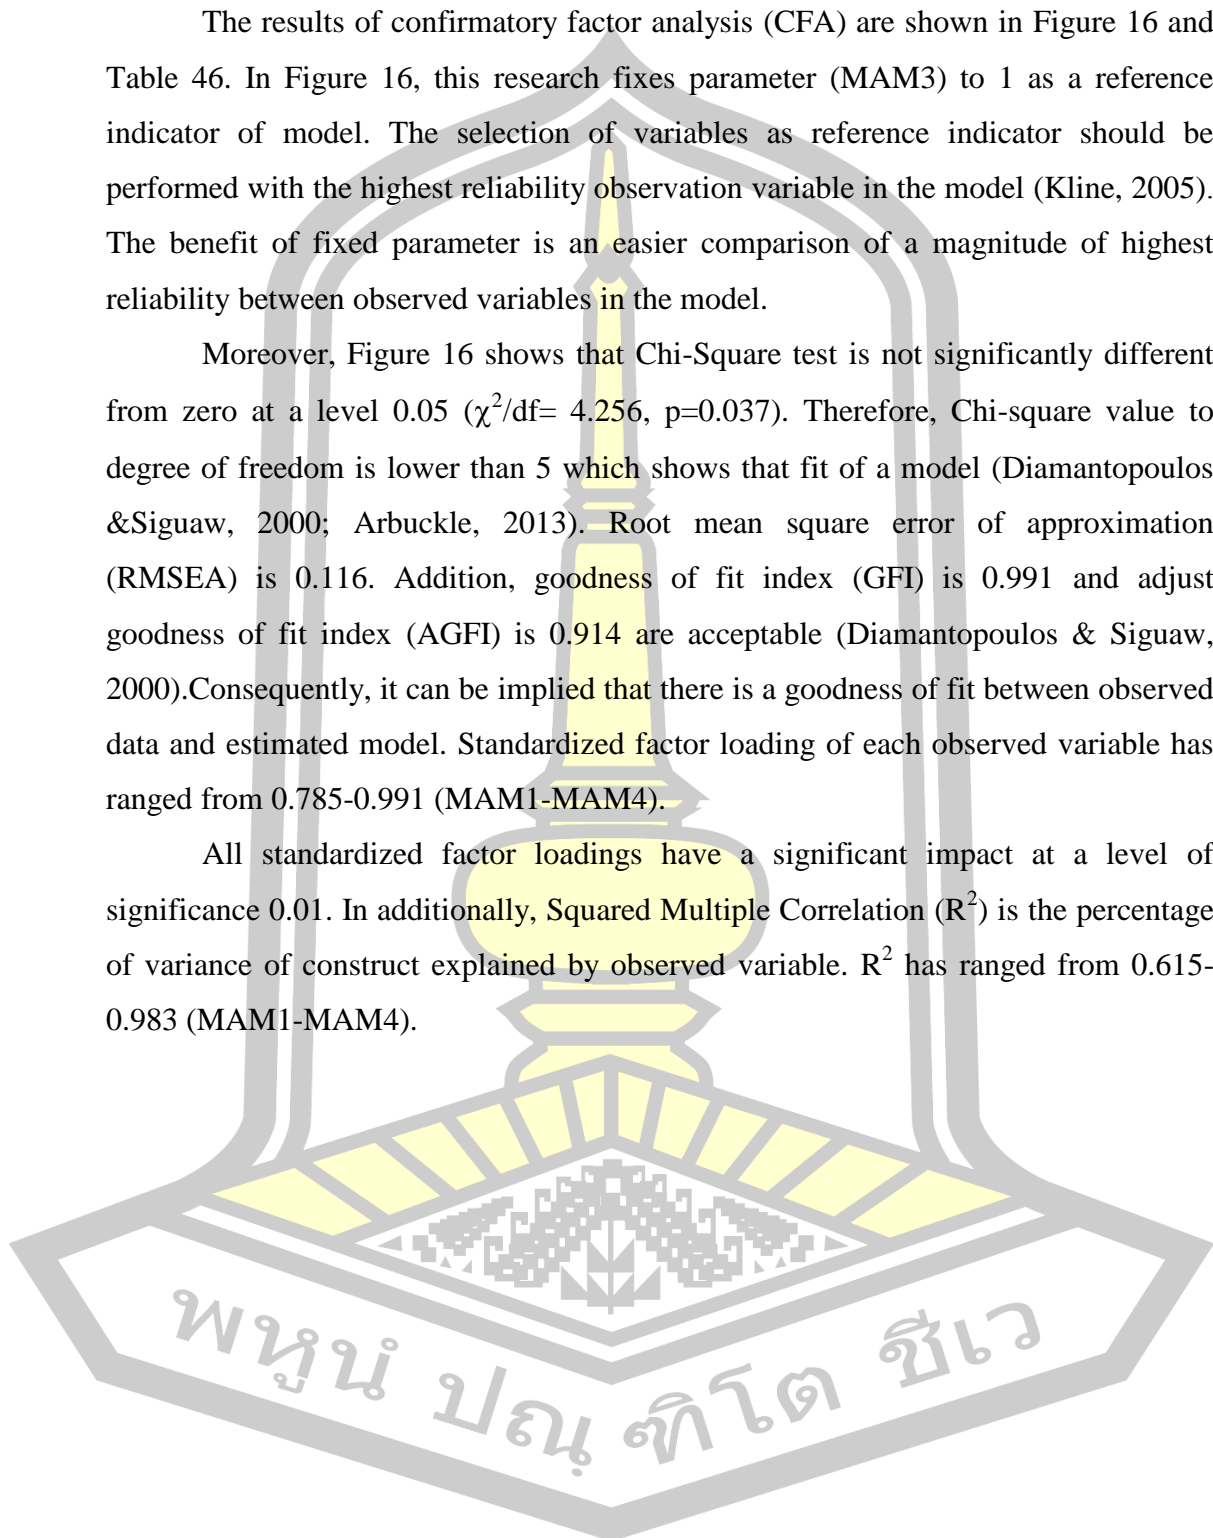 The results of confirmatory factor analysis (CFA) are shown in Figure 16 and
Table 46. In Figure 16, this research fixes parameter (MAM3) to 1 as a reference
indicator of model. The selection of variables as reference indicator should be
performed with the highest reliability observation variable in the model (Kline, 2005).
The benefit of fixed parameter is an easier comparison of a magnitude of highest
reliability between observed variables in the model.
Moreover, Figure 16 shows that Chi-Square test is not significantly different
from zero at a level 0.05 (χ²/df= 4.256, p=0.037). Therefore, Chi-square value to
degree of freedom is lower than 5 which shows that fit of a model (Diamantopoulos
&Siguaw, 2000; Arbuckle, 2013). Root mean square error of approximation
(RMSEA) is 0.116. Addition, goodness of fit index (GFI) is 0.991 and adjust
goodness of fit index (AGFI) is 0.914 are acceptable (Diamantopoulos & Siguaw,
2000).Consequently, it can be implied that there is a goodness of fit between observed
data and estimated model. Standardized factor loading of each observed variable has
ranged from 0.785-0.991 (MAM1-MAM4).
All standardized factor loadings have a significant impact at a level of
significance 0.01. In additionally, Squared Multiple Correlation (R²) is the percentage
of variance of construct explained by observed variable. R² has ranged from 0.615-
0.983 (MAM1-MAM4).
พหูนํ ปณฺฑิโต ชีเว